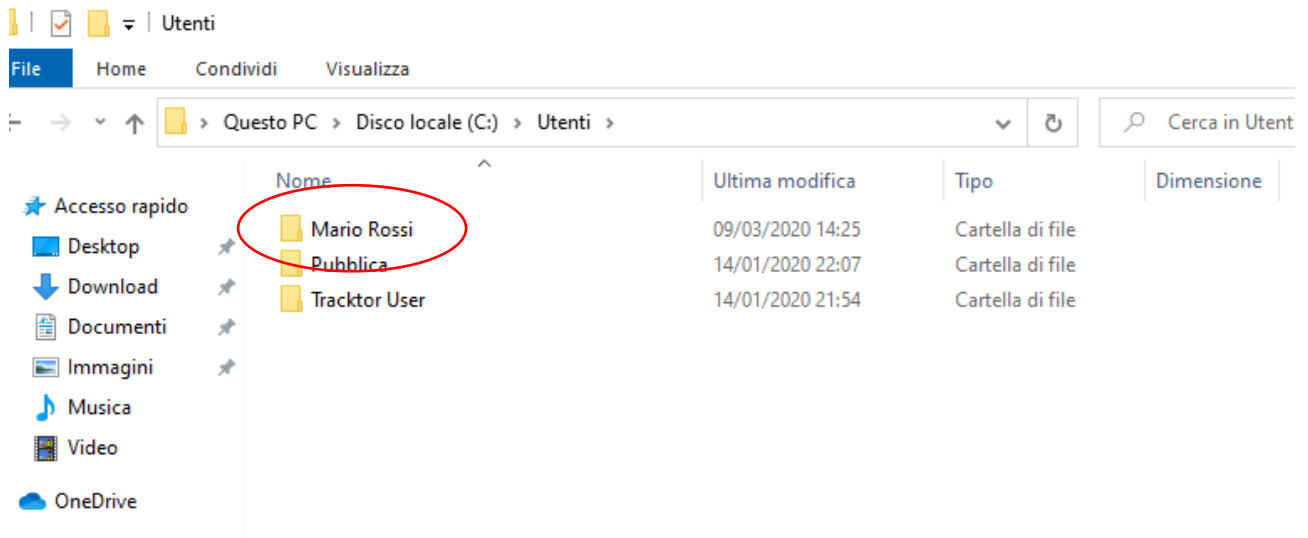 Utenti
File Home Condividi Visualizza
Questo PC > Disco locale (C:) > Utenti > Cerca in Utent
Nome Ultima modifica Tipo Dimensione
Accesso rapido
Desktop
Download
Documenti
Immagini
Musica
Video
OneDrive
Mario Rossi 09/03/2020 14:25 Cartella di file
Pubblica 14/01/2020 22:07 Cartella di file
Tracktor User 14/01/2020 21:54 Cartella di file